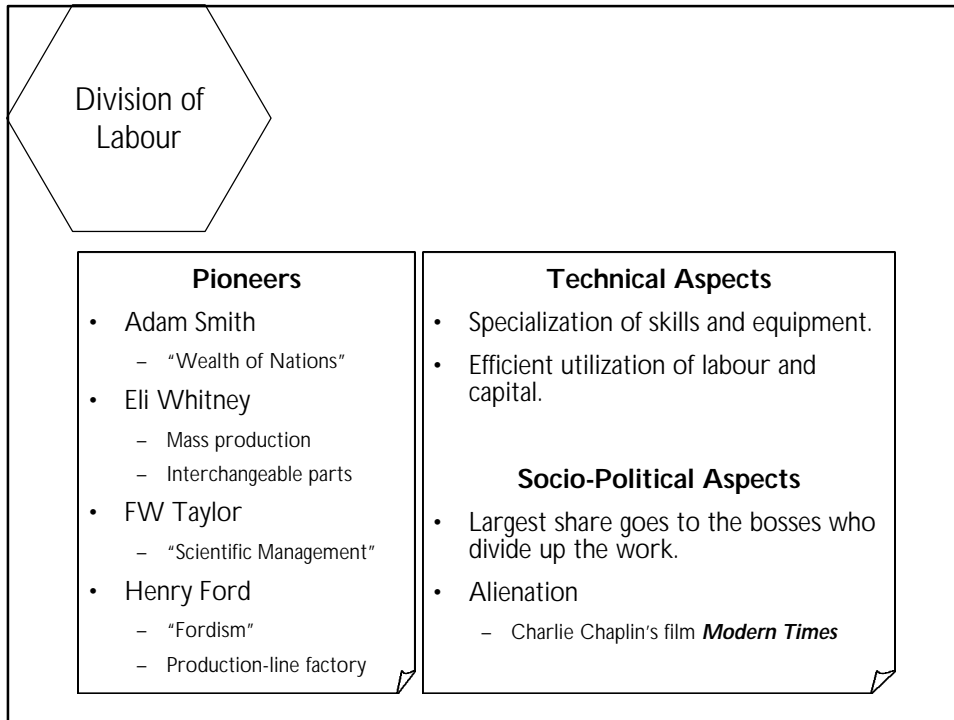 Division of
Labour
Pioneers
• Adam Smith
– “Wealth of Nations”
• Eli Whitney
– Mass production
– Interchangeable parts
• FW Taylor
– “Scientific Management”
• Henry Ford
– “Fordism”
– Production-line factory
Technical Aspects
• Specialization of skills and equipment.
• Efficient utilization of labour and
capital.
Socio-Political Aspects
• Largest share goes to the bosses who
divide up the work.
• Alienation
– Charlie Chaplin’s film Modern Times